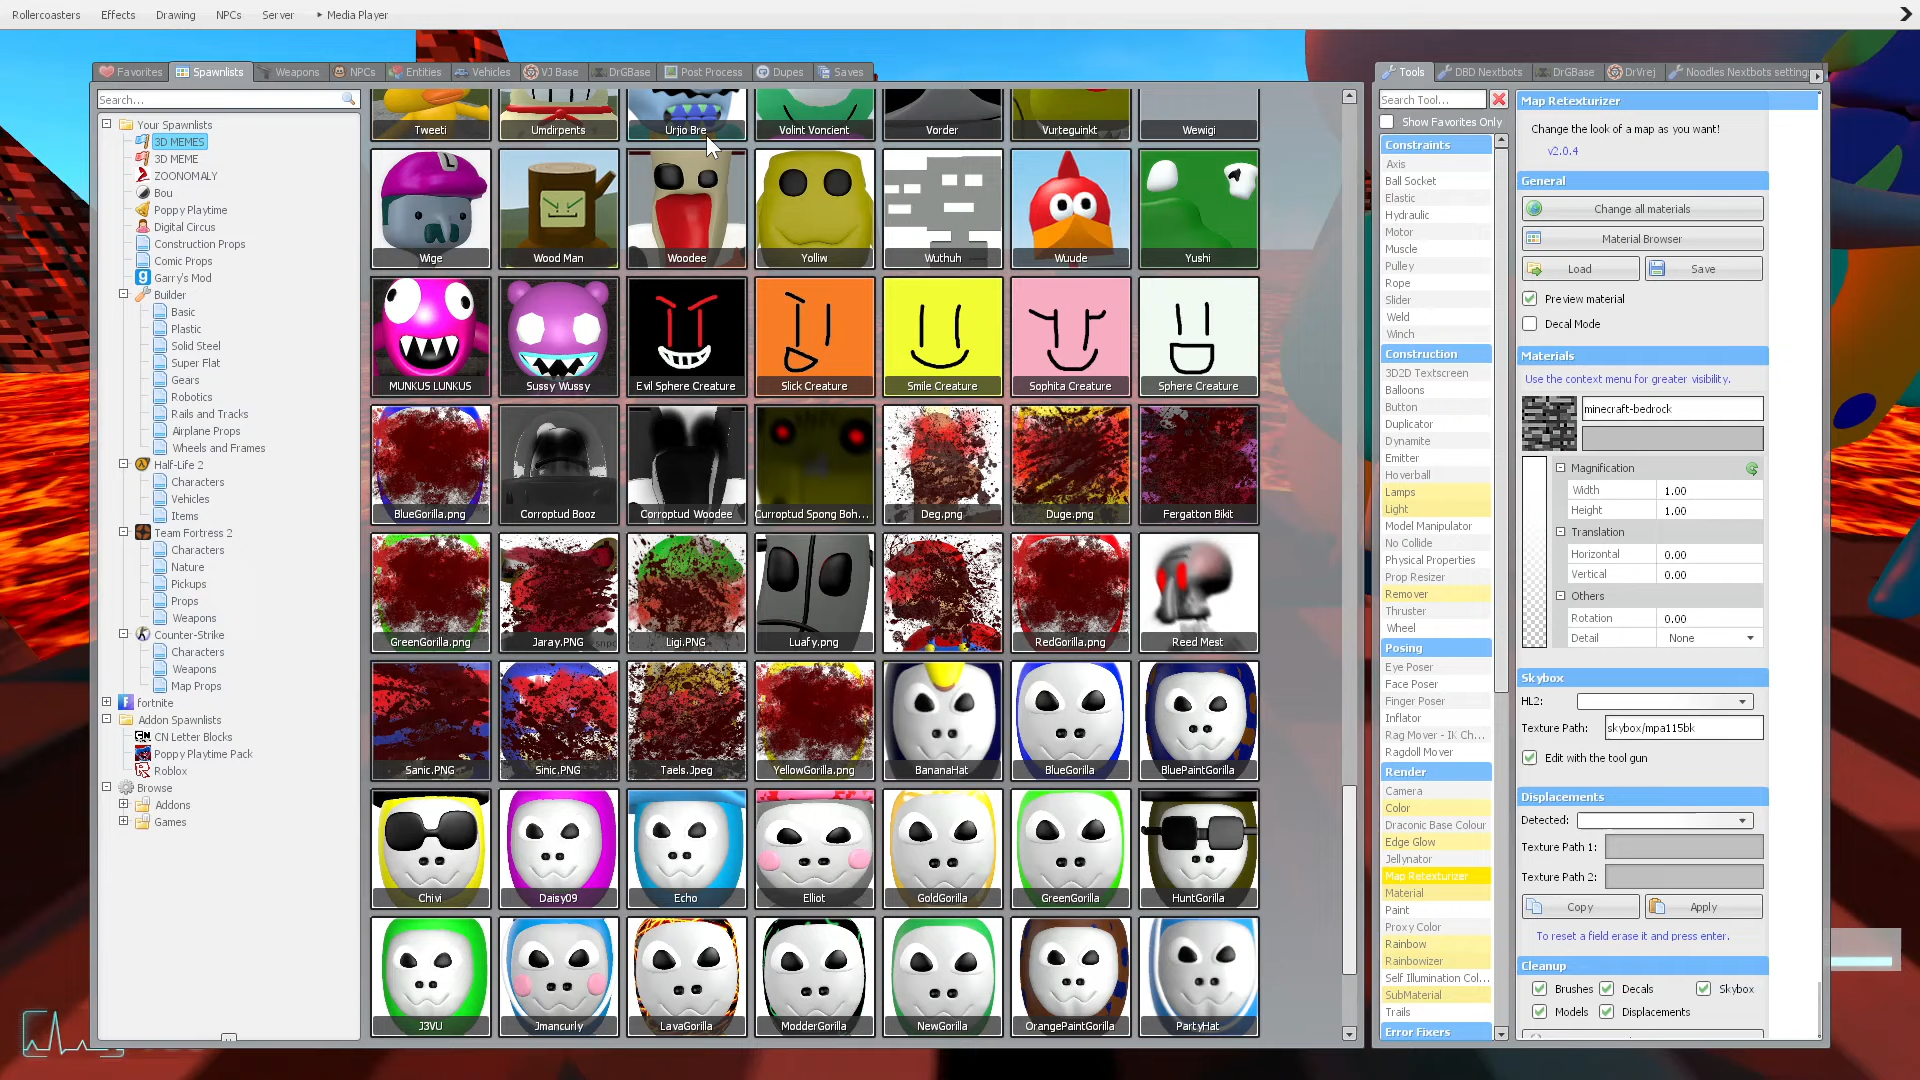 Rollercoasters Effects Drawing NPCs Server Media Player
Favorites Spawnlists Weapons NPCs Entities Vehicles VJ Base DrGBase Post Process Dupes Saves
Search...
Your Spawnlists
3D MEMES
3D MEME
ZOONOMALY
Bou
Poppy Playtime
Digital Circus
Construction Props
Comic Props
Garry's Mod
Builder
Basic
Plastic
Solid Steel
Super Flat
Gears
Robotics
Rails and Tracks
Airplane Props
Wheels and Frames
Half-Life 2
Characters
Vehicles
Items
Team Fortress 2
Characters
Nature
Pickups
Props
Weapons
Counter-Strike
Characters
Weapons
Map Props
fortnite
Addon Spawnlists
CN Letter Blocks
Poppy Playtime Pack
Roblox
Browse
Addons
Games
Tweeti Umdirpents Urjio Bre Volint Voncient Vorder Vurteguinkt Wewigi
Wige Wood Man Woodee Yolliw Wuthuh Wuude Yushi
MUNKUS LUNKUS Sussy Wussy Evil Sphere Creature Slick Creature Smile Creature Sophita Creature Sphere Creature
BlueGorilla.png Corroptud Booz Corroptud Woodee Curroptud Spong Boh... Deg.png Duge.png Fergatton Bikit
GreenGorilla.png Jaray.PNG Ligi.PNG Luafy.png RedGorilla.png Reed Mest
Sanic.PNG Sinic.PNG Taels.Jpeg YellowGorilla.png BananaHat BlueGorilla BluePaintGorilla
Chivi Daisy09 Echo Elliot GoldGorilla GreenGorilla HuntGorilla
J3VU Jmancurly LavaGorilla ModderGorilla NewGorilla OrangePaintGorilla PartyHat
Tools DBD Nextbots DrGBase DrVrej Noodles Nextbots setting
Search Tool...
Show Favorites Only
Constraints
Axis
Ball Socket
Elastic
Hydraulic
Motor
Muscle
Pulley
Rope
Slider
Weld
Winch
Construction
3D2D Textscreen
Balloons
Button
Duplicator
Dynamite
Emitter
Hoverball
Lamps
Light
Model Manipulator
No Collide
Physical Properties
Prop Resizer
Remover
Thruster
Wheel
Posing
Eye Poser
Face Poser
Finger Poser
Inflator
Rag Mover - IK Ch...
Ragdoll Mover
Render
Camera
Color
Draconic Base Colour
Edge Glow
Jellynator
Map Retexturizer
Material
Paint
Proxy Color
Rainbow
Rainbowizer
Self Illumination Col...
SubMaterial
Trails
Error Fixers
Map Retexturizer
Change the look of a map as you want!
v2.0.4
General
Change all materials
Material Browser
Load Save
Preview material
Decal Mode
Materials
Use the context menu for greater visibility.
minecraft-bedrock
Magnification
Width 1.00
Height 1.00
Translation
Horizontal 0.00
Vertical 0.00
Others
Rotation 0.00
Detail None
Skybox
HL2:
Texture Path: skybox/mpa115bk
Edit with the tool gun
Displacements
Detected:
Texture Path 1:
Texture Path 2:
Copy Apply
To reset a field erase it and press enter.
Cleanup
Brushes Decals Skybox
Models Displacements